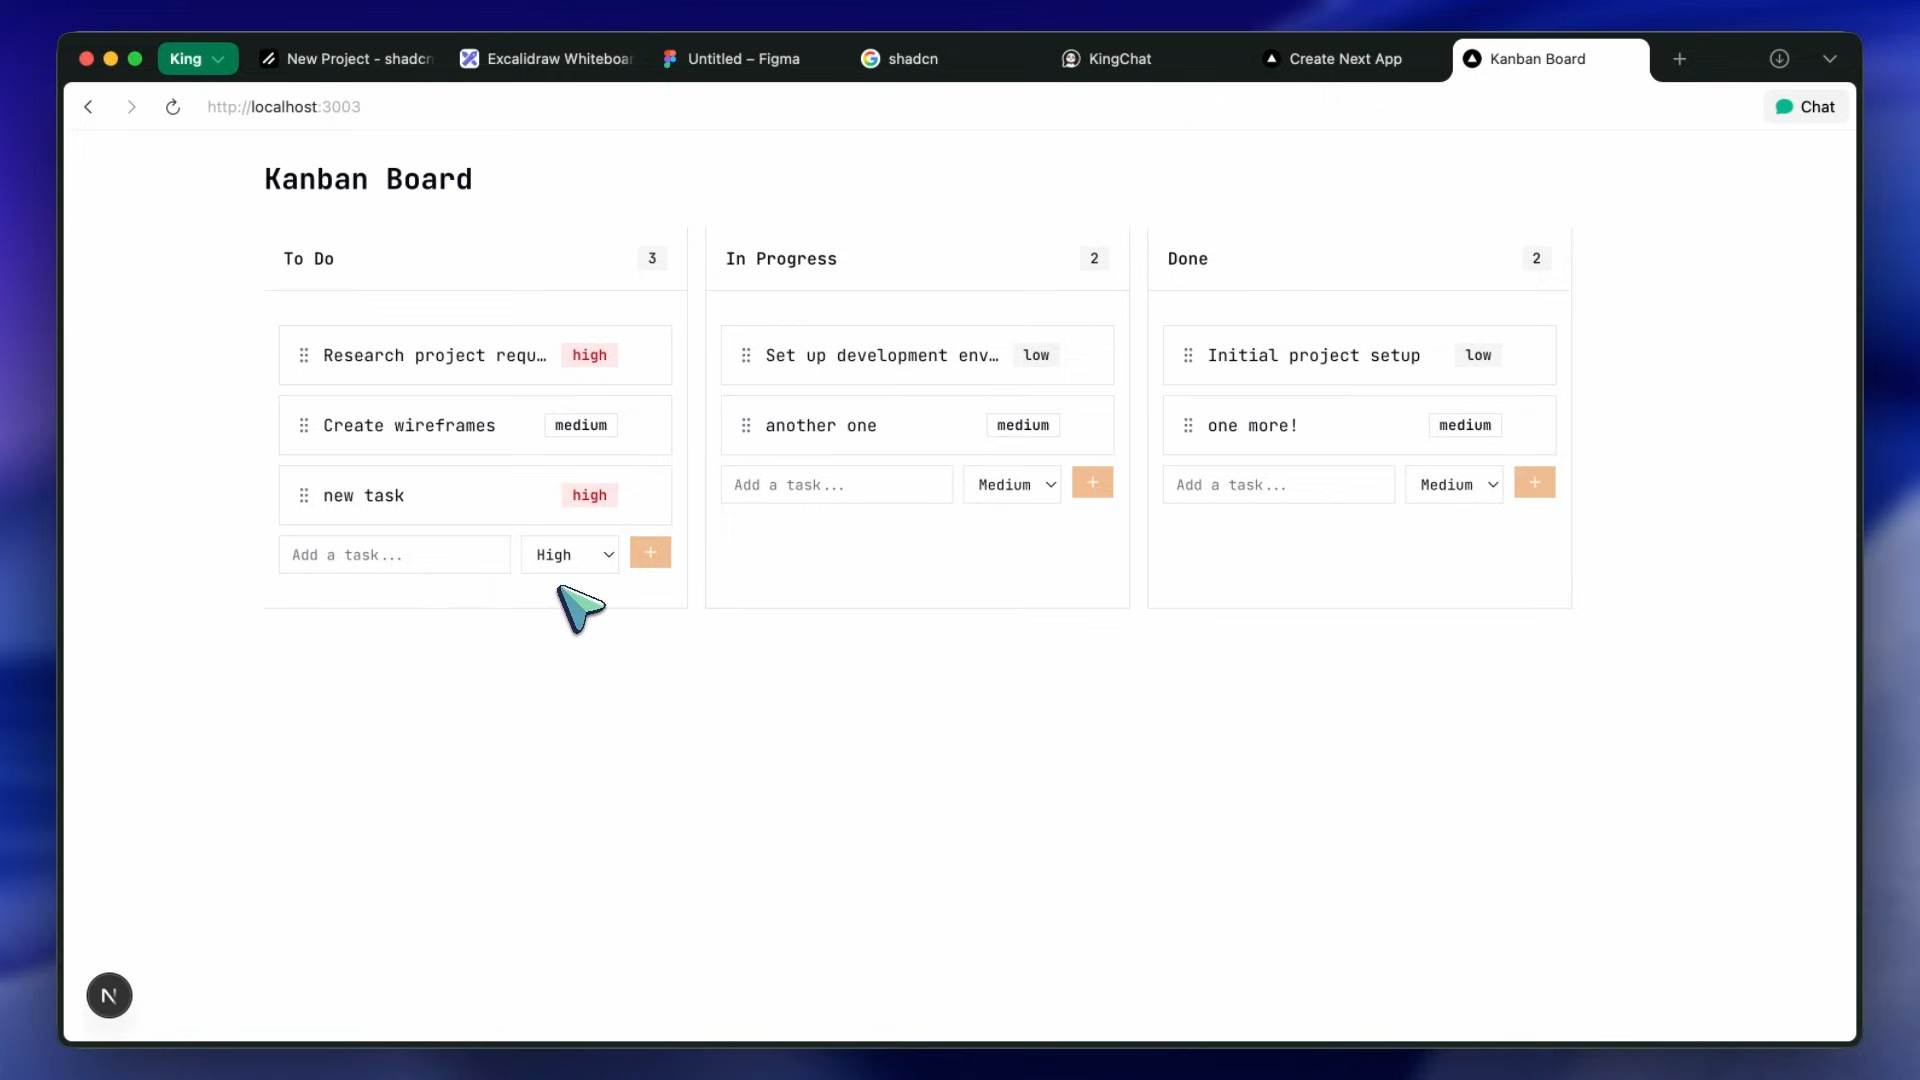 King
New Project - shadcn
Excalidraw Whiteboar
Untitled – Figma
shadcn
KingChat
Create Next App
Kanban Board
http://localhost:3003
Chat
Kanban Board
To Do
3
Research project requ…
high
Create wireframes
medium
new task
high
Add a task...
High
+
In Progress
2
Set up development env…
low
another one
medium
Add a task...
Medium
+
Done
2
Initial project setup
low
one more!
medium
Add a task...
Medium
+
N